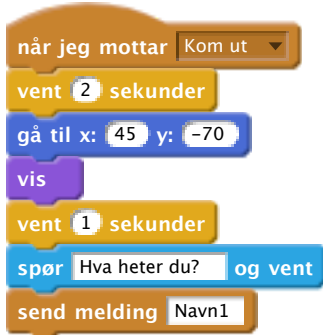 når jeg mottar Kom ut
vent 2 sekunder
gå til x: 45 y: -70
vis
vent 1 sekunder
spør Hva heter du? og vent
send melding Navn1